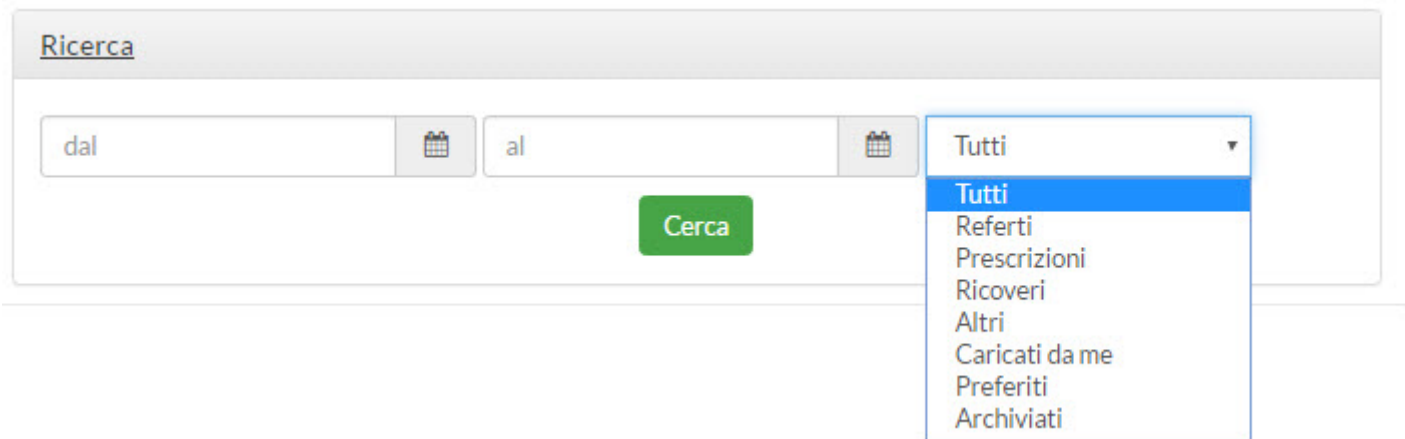 Ricerca
dal al Tutti
Cerca
Tutti
Referti
Prescrizioni
Ricoveri
Altri
Caricati da me
Preferiti
Archiviati